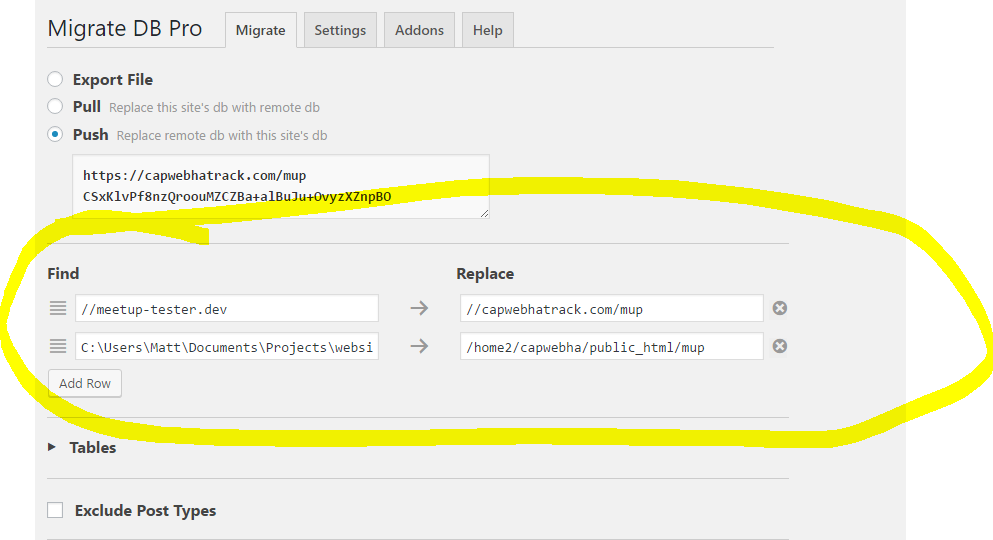 Migrate DB Pro Migrate Settings Addons Help
Export File
Pull Replace this site's db with remote db
Push Replace remote db with this site's db
https://capwebhatrack.com/mup
CSxKlvPf8nzQroouMZCZBa+alBuJu+OvyzXZnpBO
Find Replace
//meetup-tester.dev //capwebhatrack.com/mup
C:\Users\Matt\Documents\Projects\websi /home2/capwebha/public_html/mup
Add Row
Tables
Exclude Post Types